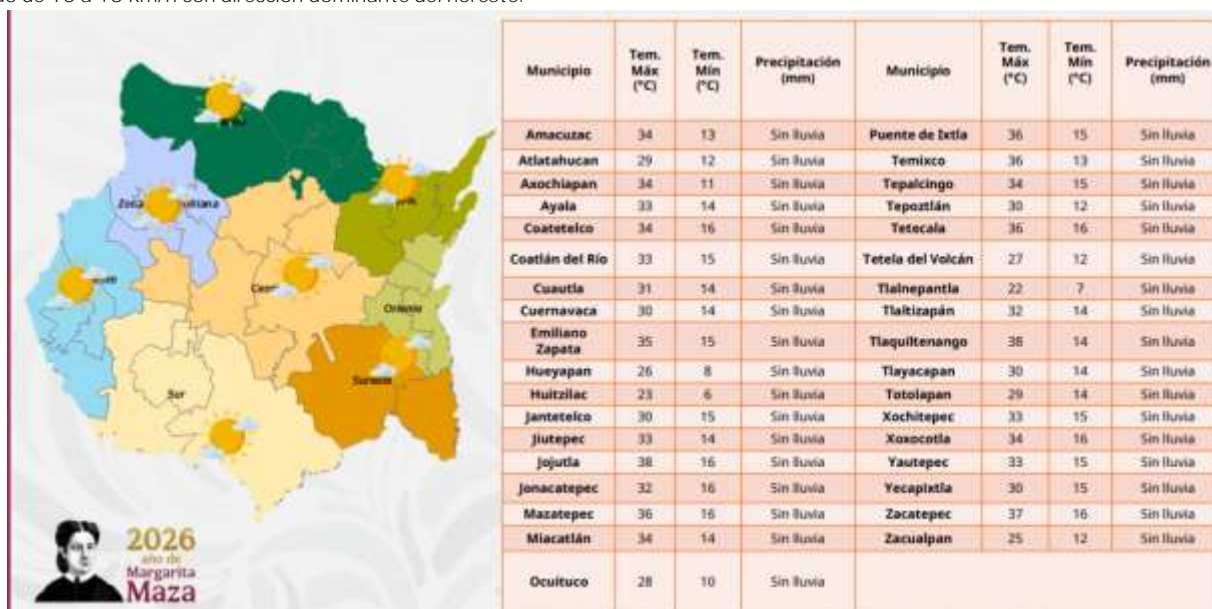 Municipio Tem. Máx (°C) Tem. Mín (°C) Precipitación (mm) Municipio Tem. Máx (°C) Tem. Mín (°C) Precipitación (mm)
Amacuzac 34 13 Sin lluvia Puente de Ixtla 36 15 Sin lluvia
Atlatahucan 29 12 Sin lluvia Temixco 36 13 Sin lluvia
Axochiapan 34 11 Sin lluvia Tepalcingo 34 15 Sin lluvia
Ayala 33 14 Sin lluvia Tepoztlán 30 12 Sin lluvia
Coatetelco 34 16 Sin lluvia Tetecala 36 16 Sin lluvia
Coatlán del Río 33 15 Sin lluvia Tetela del Volcán 27 12 Sin lluvia
Cuautla 31 14 Sin lluvia Tlalnepantla 22 7 Sin lluvia
Cuernavaca 30 14 Sin lluvia Tlaltizapán 32 14 Sin lluvia
Emiliano Zapata 35 15 Sin lluvia Tlaquiltenango 38 14 Sin lluvia
Hueyapan 26 8 Sin lluvia Tlayacapan 30 14 Sin lluvia
Huitzilac 23 6 Sin lluvia Totolapan 29 14 Sin lluvia
Jantetelco 30 15 Sin lluvia Xochitepec 33 15 Sin lluvia
Jiutepec 33 14 Sin lluvia Xoxocotla 34 16 Sin lluvia
Jojutla 38 16 Sin lluvia Yautepec 33 15 Sin lluvia
Jonacatepec 32 16 Sin lluvia Yecapixtla 30 15 Sin lluvia
Mazatepec 36 16 Sin lluvia Zacatepec 37 16 Sin lluvia
Miacatlán 34 14 Sin lluvia Zacualpan 25 12 Sin lluvia
Ocuituco 28 10 Sin lluvia
Oriente
Sur
2026
año de
Margarita
Maza